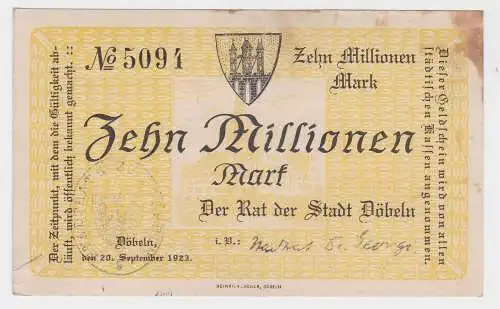 № 5091
Zehn Millionen
Mark
Zehn Millionen
Mark
Der Rat der Stadt Döbeln
Döbeln,
den 20. September 1923.
i. V.:
Der Zeitpunkt, mit dem die Gültigkeit ab-
läuft, wird öffentlich bekannt gemacht. ::
Dieser Geldschein wird von allen
städtischen Kassen angenommen.